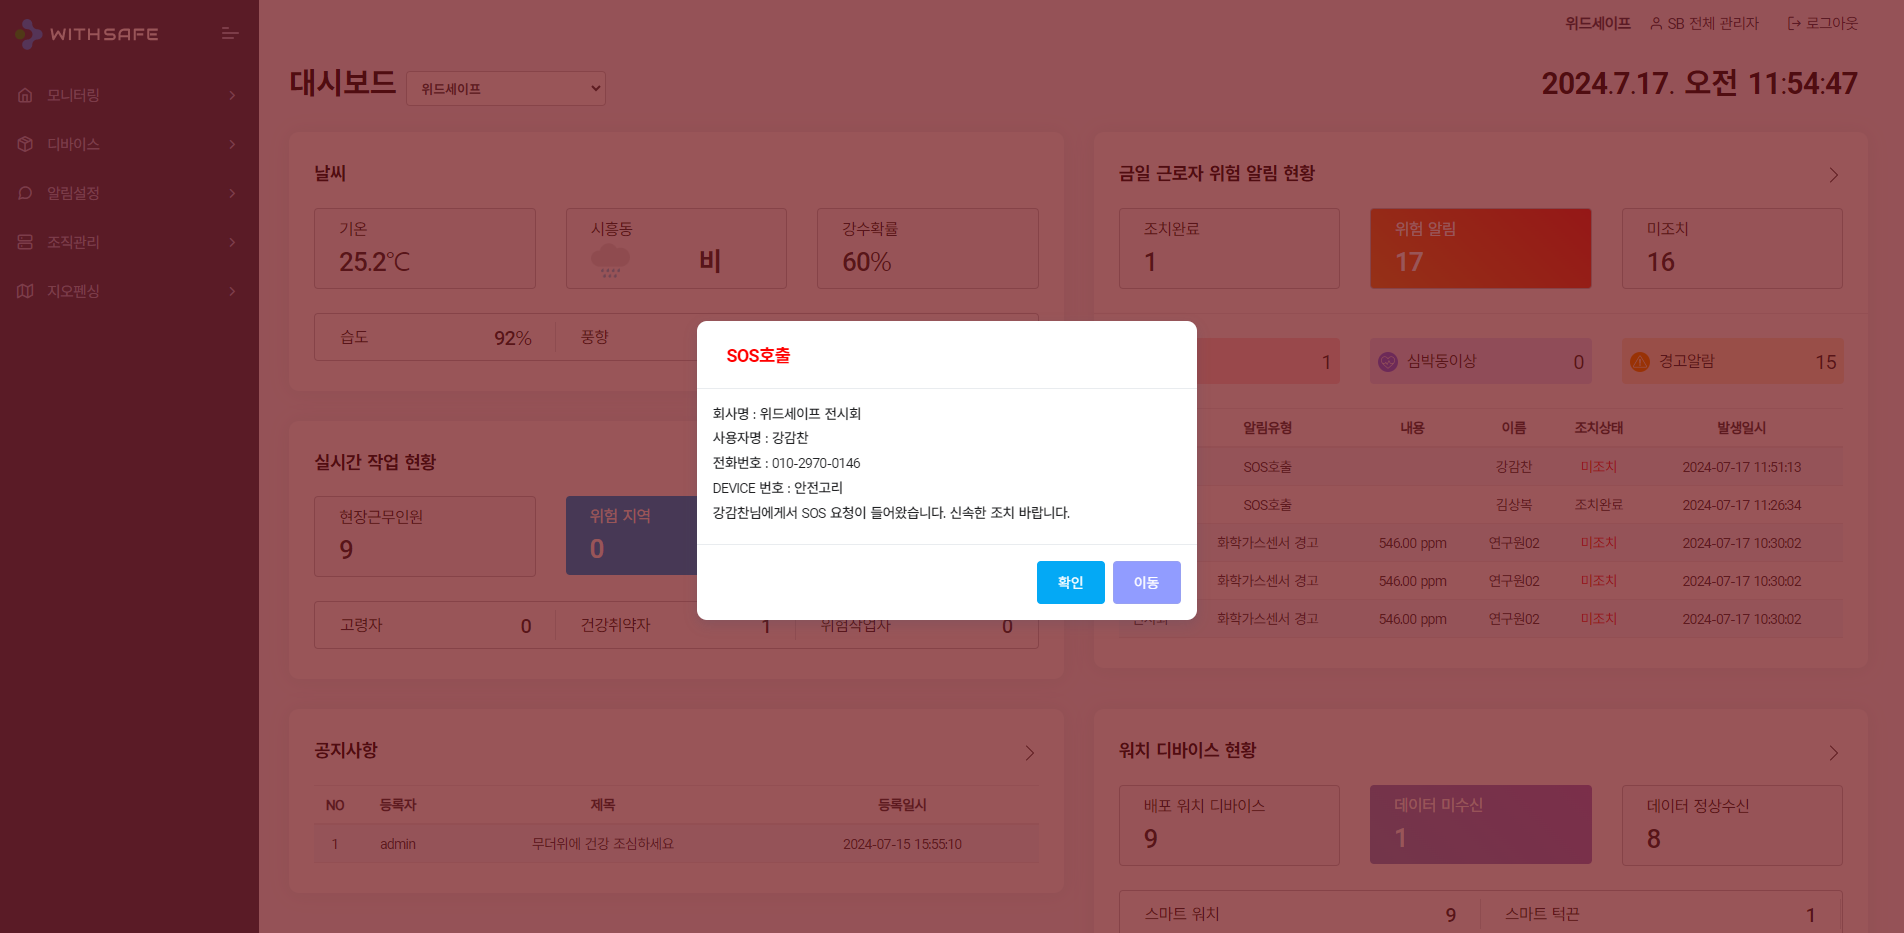 WITHSAFE
위드세이프 SB 전체 관리자 로그아웃
모니터링
디바이스
알림설정
조직관리
지오펜싱
대시보드 위드세이프
2024.7.17. 오전 11:54:47
날씨
기온
25.2℃
시흥동
비
강수확률
60%
습도 92% 풍향
금일 근로자 위험 알림 현황
조치완료
1
위험 알림
17
미조치
16
1
심박동이상 0
경고알람 15
알림유형 내용 이름 조치상태 발생일시
SOS호출 강감찬 미조치 2024-07-17 11:51:13
SOS호출 김상복 조치완료 2024-07-17 11:26:34
화학가스센서 경고 546.00 ppm 연구원02 미조치 2024-07-17 10:30:02
화학가스센서 경고 546.00 ppm 연구원02 미조치 2024-07-17 10:30:02
화학가스센서 경고 546.00 ppm 연구원02 미조치 2024-07-17 10:30:02
SOS호출
회사명 : 위드세이프 전시회
사용자명 : 강감찬
전화번호 : 010-2970-0146
DEVICE 번호 : 안전고리
강감찬님에게서 SOS 요청이 들어왔습니다. 신속한 조치 바랍니다.
확인 이동
실시간 작업 현황
현장근무인원
9
위험 지역
0
고령자 0 건강취약자 1 위험작업자 0
공지사항
NO 등록자 제목 등록일시
1 admin 무더위에 건강 조심하세요 2024-07-15 15:55:10
워치 디바이스 현황
배포 워치 디바이스
9
데이터 미수신
1
데이터 정상수신
8
스마트 워치 9 스마트 턱끈 1